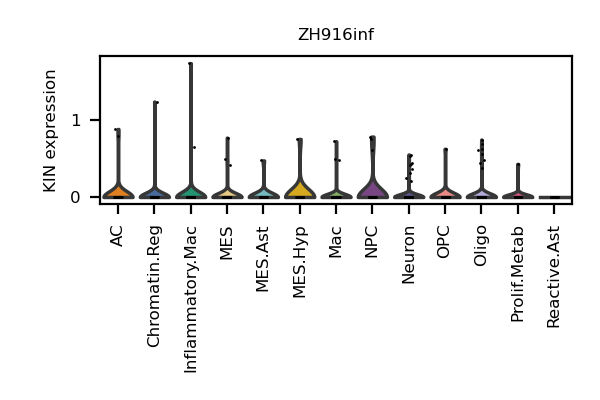 ZH916inf
KIN expression
1
0
AC
Chromatin.Reg
Inflammatory.Mac
MES
MES.Ast
MES.Hyp
Mac
NPC
Neuron
OPC
Oligo
Prolif.Metab
Reactive.Ast